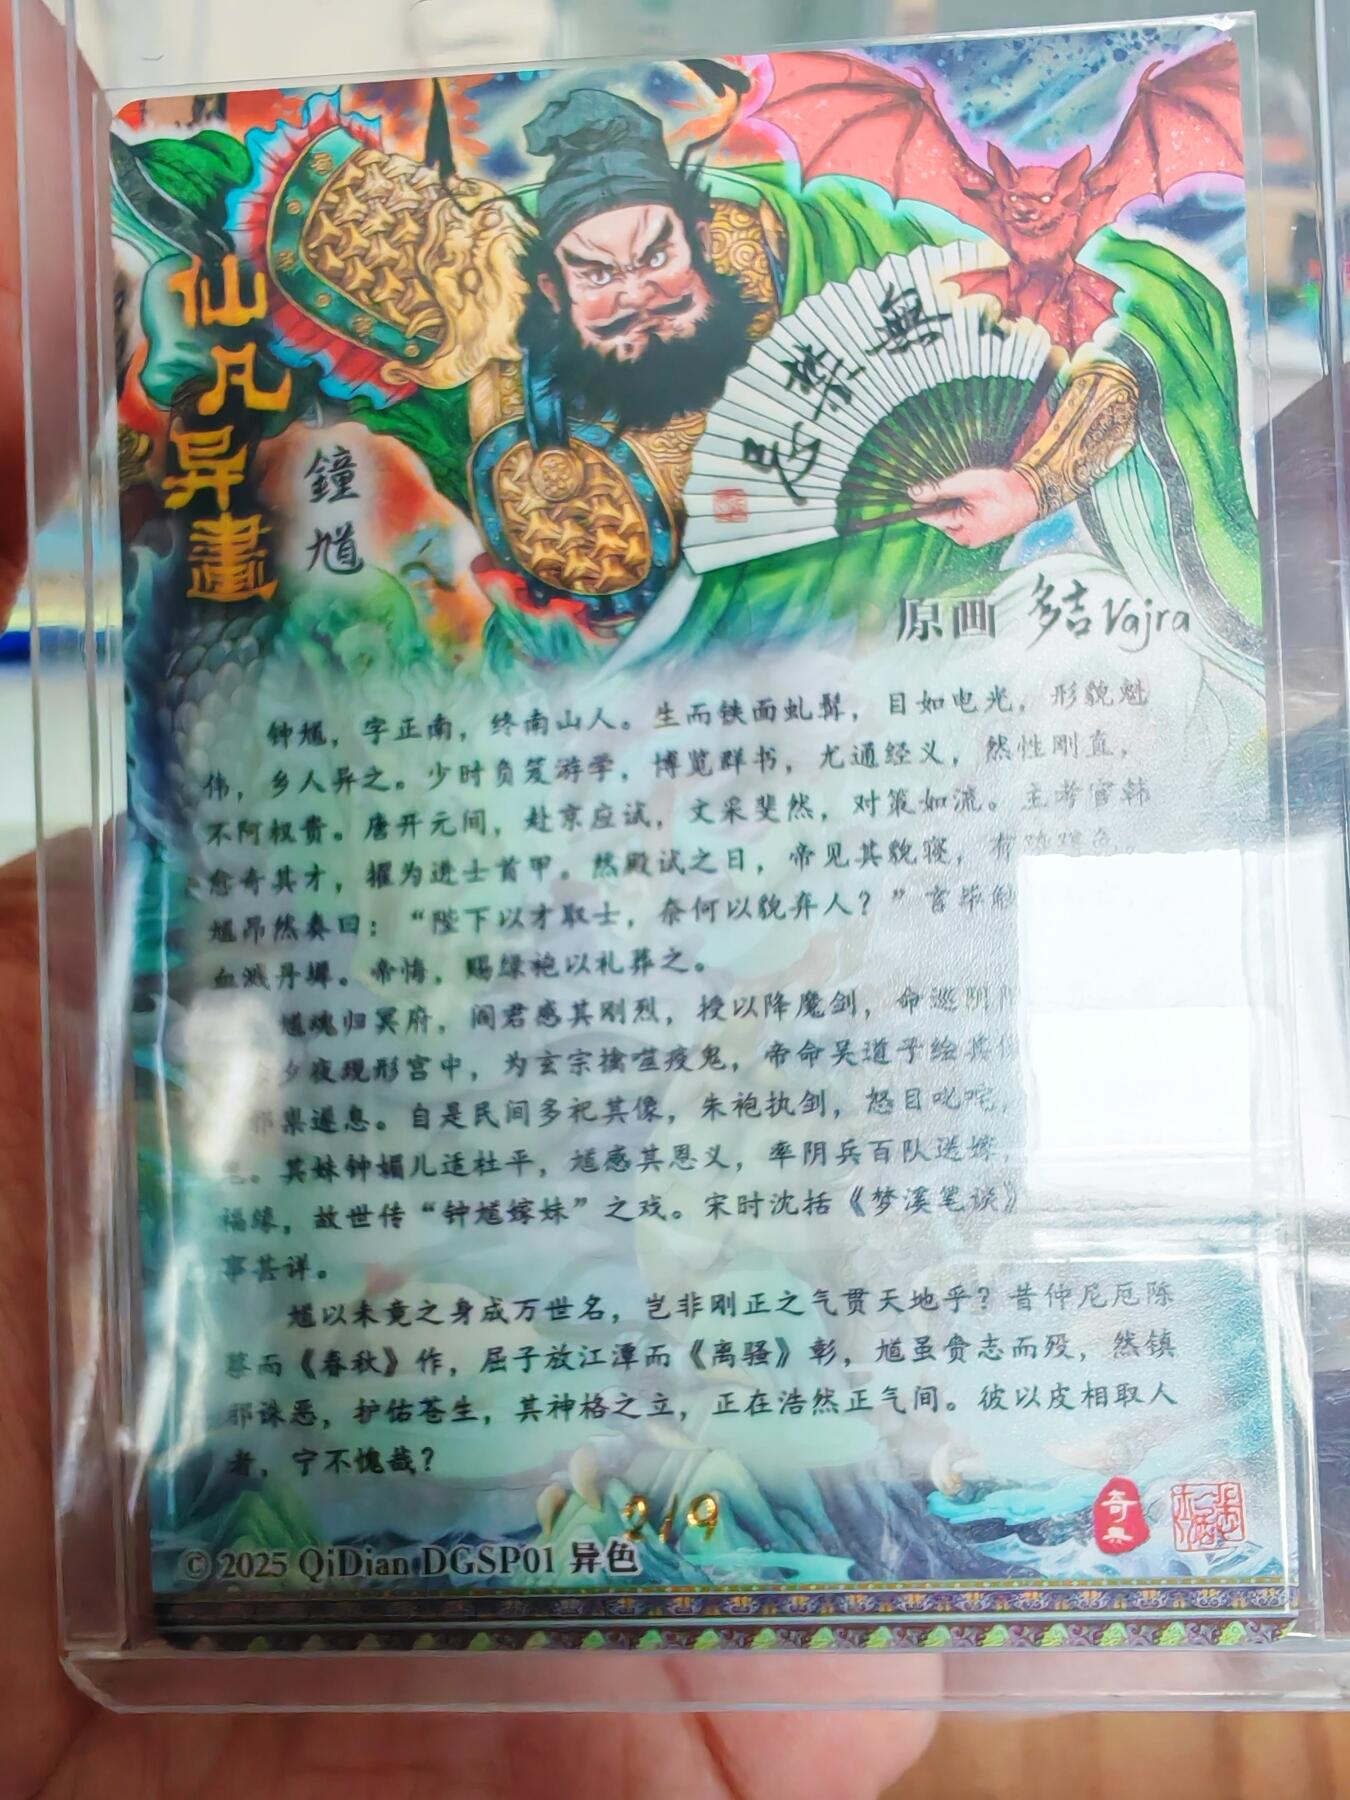 仙凡异畫
鐘馗
原画 多吉 Vajra
钟馗，字正南，终南山人。生而铁面虬髯，目如电光，形貌魁
伟，乡人异之。少时负笈游学，博览群书，尤通经义，然性刚直，
不阿权贵。唐开元间，赴京应试，文采斐然，对策如流。主考官韩
愈奇其才，擢为进士首甲。然殿试之日，帝见其貌寝，有
馗昂然奏曰：“陛下以才取士，奈何以貌弃人？”言毕触
血溅丹墀。帝悔，赐绿袍以礼葬之。
馗魂归冥府，阎君感其刚烈，授以降魔剑，命巡阴
夕夜现形宫中，为玄宗擒噬疫鬼，帝命吴道子绘其
邪祟遁息。自是民间多祀其像，朱袍执剑，怒目叱咤，
其妹钟媚儿适杜平，馗感其恩义，率阴兵百队送嫁，
福缘，故世传“钟馗嫁妹”之戏。宋时沈括《梦溪笔谈》
事甚详。
馗以未竟之身成万世名，岂非刚正之气贯天地乎？昔仲尼厄陈
蔡而《春秋》作，屈子放江潭而《离骚》彰，馗虽赍志而殁，然镇
邪诛恶，护佑苍生，其神格之立，正在浩然正气间。彼以皮相取人
者，宁不愧哉？
2/9
奇典
© 2025 QiDian DGSP01 异色